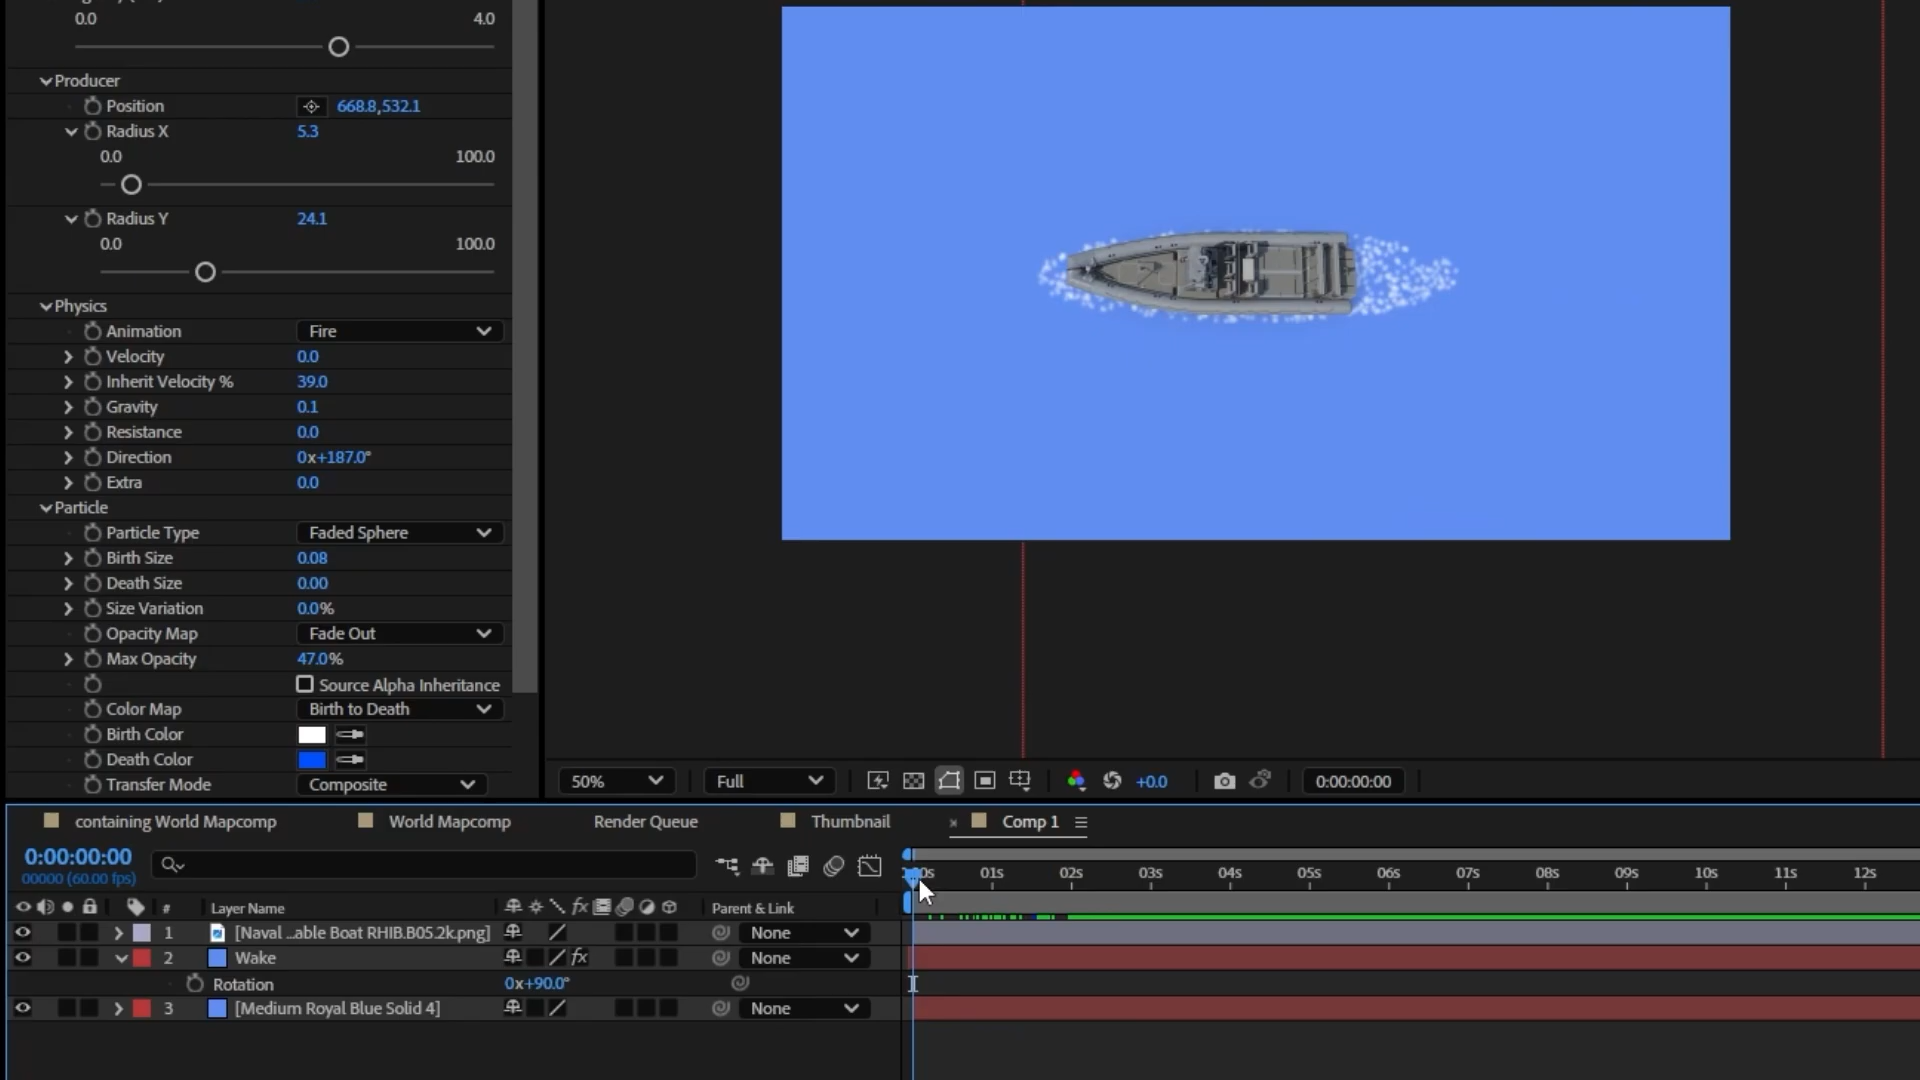 0.0 4.0
Producer
Position 668.8,532.1
Radius X 5.3
0.0 100.0
Radius Y 24.1
0.0 100.0
Physics
Animation Fire
Velocity 0.0
Inherit Velocity % 39.0
Gravity 0.1
Resistance 0.0
Direction 0x+187.0°
Extra 0.0
Particle
Particle Type Faded Sphere
Birth Size 0.08
Death Size 0.00
Size Variation 0.0%
Opacity Map Fade Out
Max Opacity 47.0%
Source Alpha Inheritance
Color Map Birth to Death
Birth Color
Death Color
Transfer Mode Composite
50% Full +0.0 0:00:00:00
containing World Mapcomp World Mapcomp Render Queue Thumbnail × Comp 1
0:00:00:00
00000 (60.00 fps)
01s 02s 03s 04s 05s 06s 07s 08s 09s 10s 11s 12s
# Layer Name fx Parent & Link
1 [Naval ...able Boat RHIB.B05.2k.png] None
2 Wake fx None
Rotation 0x+90.0°
3 [Medium Royal Blue Solid 4] None